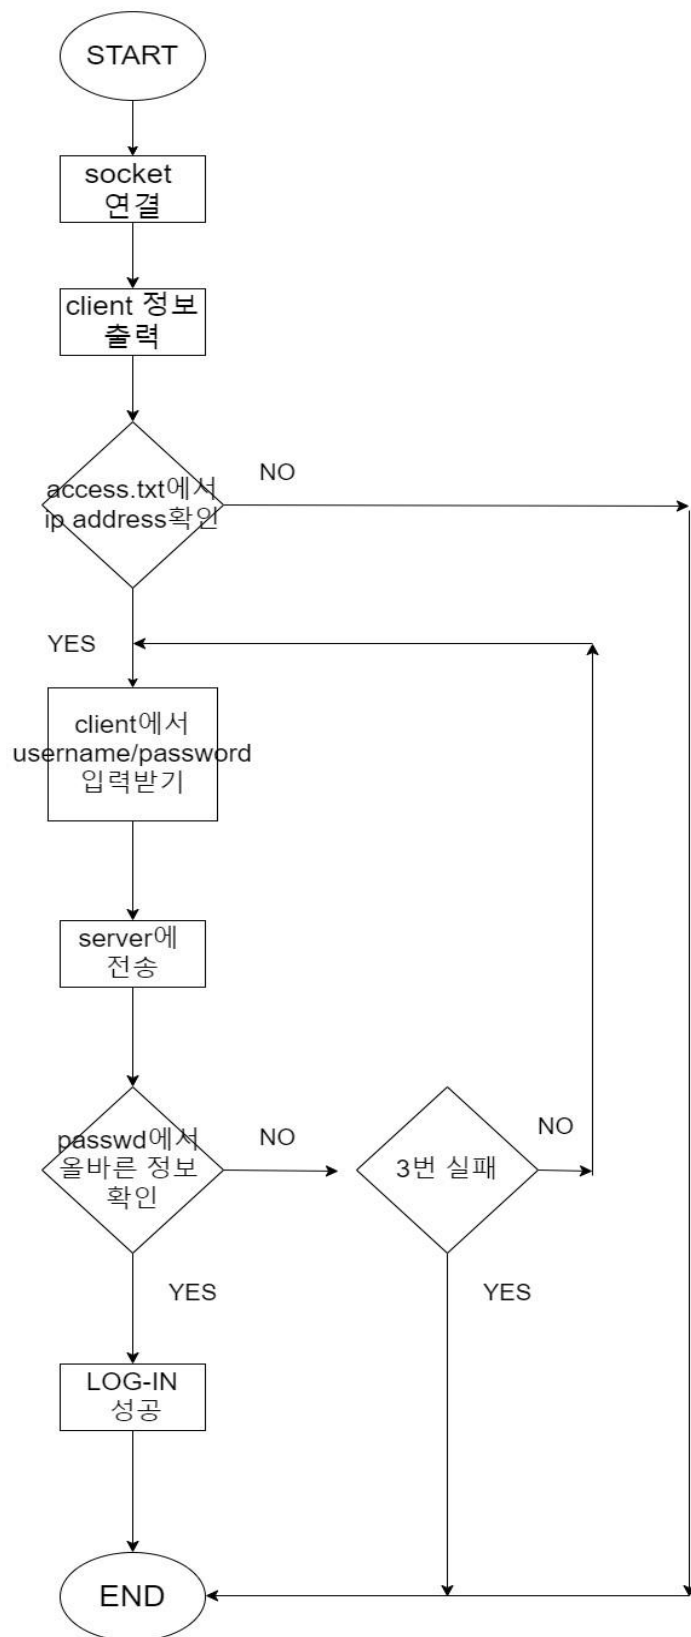 START
socket
연결
client 정보
출력
access.txt에서
ip address확인
NO
YES
client에서
username/password
입력받기
server에
전송
passwd에서
올바른 정보
확인
NO
3번 실패
NO
YES
YES
LOG-IN
성공
END